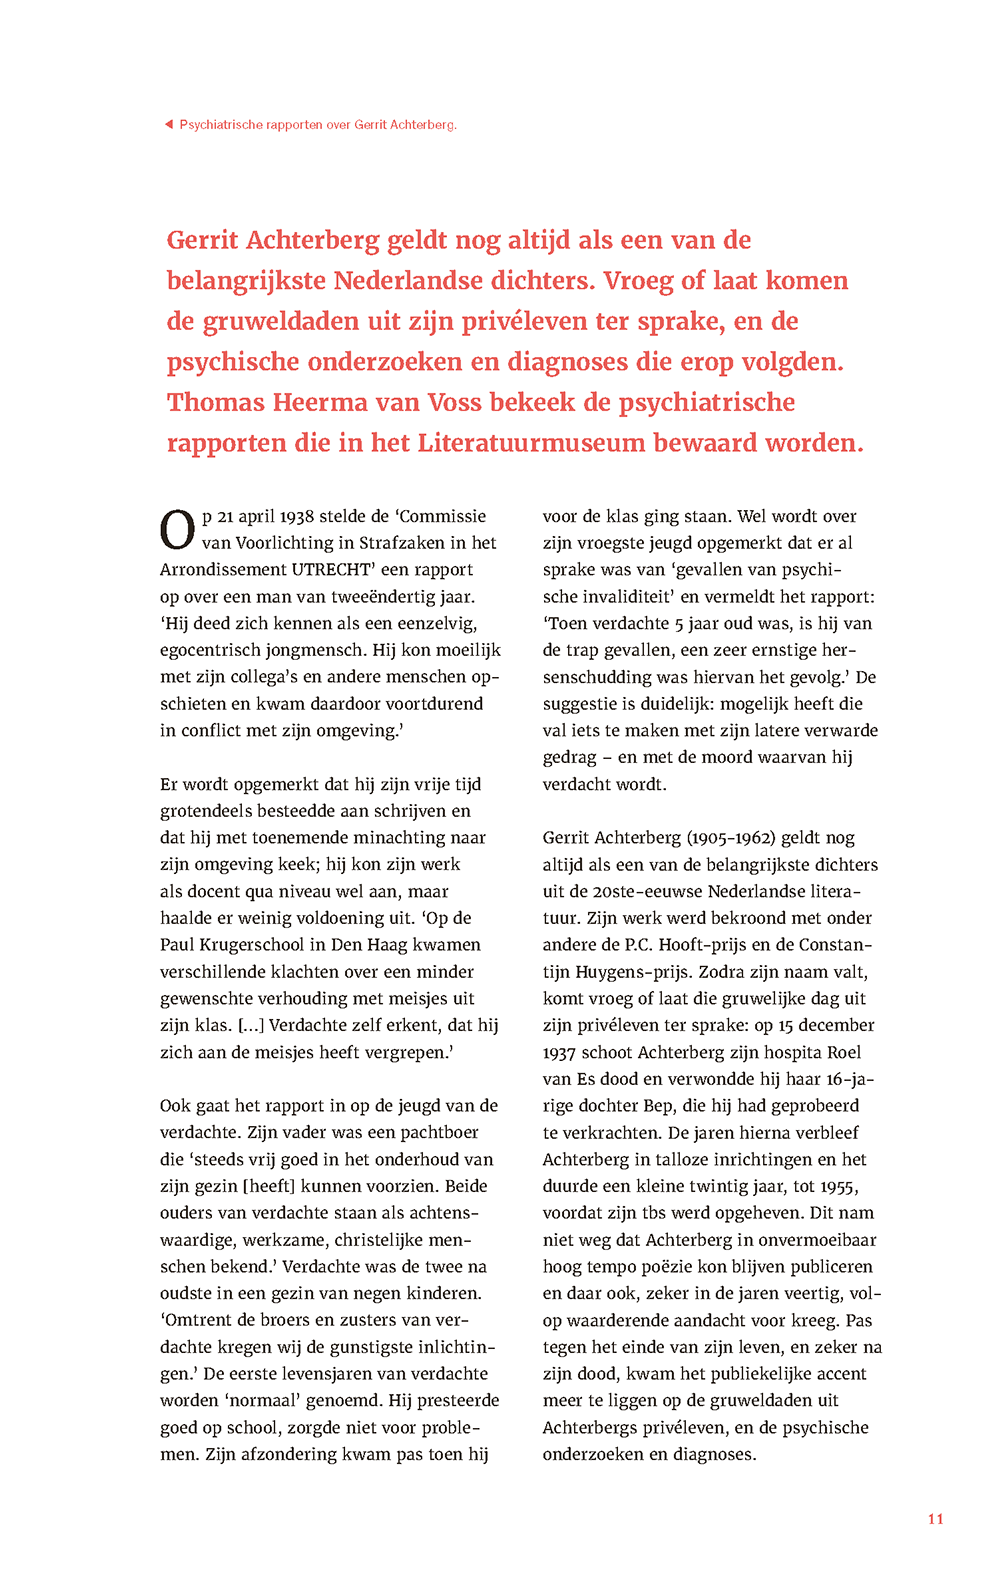 ◀ Psychiatrische rapporten over Gerrit Achterberg.
Gerrit Achterberg geldt nog altijd als een van de
belangrijkste Nederlandse dichters. Vroeg of laat komen
de gruweldaden uit zijn privéleven ter sprake, en de
psychische onderzoeken en diagnoses die erop volgden.
Thomas Heerma van Voss bekeek de psychiatrische
rapporten die in het Literatuurmuseum bewaard worden.
Op 21 april 1938 stelde de ‘Commissie
van Voorlichting in Strafzaken in het
Arrondissement UTRECHT’ een rapport
op over een man van tweeëndertig jaar.
‘Hij deed zich kennen als een eenzelvig,
egocentrisch jongmensch. Hij kon moeilijk
met zijn collega’s en andere menschen op-
schieten en kwam daardoor voortdurend
in conflict met zijn omgeving.’
Er wordt opgemerkt dat hij zijn vrije tijd
grotendeels besteedde aan schrijven en
dat hij met toenemende minachting naar
zijn omgeving keek; hij kon zijn werk
als docent qua niveau wel aan, maar
haalde er weinig voldoening uit. ‘Op de
Paul Krugerschool in Den Haag kwamen
verschillende klachten over een minder
gewenschte verhouding met meisjes uit
zijn klas. [...] Verdachte zelf erkent, dat hij
zich aan de meisjes heeft vergrepen.’
Ook gaat het rapport in op de jeugd van de
verdachte. Zijn vader was een pachtboer
die ‘steeds vrij goed in het onderhoud van
zijn gezin [heeft] kunnen voorzien. Beide
ouders van verdachte staan als achtens-
waardige, werkzame, christelijke men-
schen bekend.’ Verdachte was de twee na
oudste in een gezin van negen kinderen.
‘Omtrent de broers en zusters van ver-
dachte kregen wij de gunstigste inlichtin-
gen.’ De eerste levensjaren van verdachte
worden ‘normaal’ genoemd. Hij presteerde
goed op school, zorgde niet voor proble-
men. Zijn afzondering kwam pas toen hij
voor de klas ging staan. Wel wordt over
zijn vroegste jeugd opgemerkt dat er al
sprake was van ‘gevallen van psychi-
sche invaliditeit’ en vermeldt het rapport:
‘Toen verdachte 5 jaar oud was, is hij van
de trap gevallen, een zeer ernstige her-
senschudding was hiervan het gevolg.’ De
suggestie is duidelijk: mogelijk heeft die
val iets te maken met zijn latere verwarde
gedrag – en met de moord waarvan hij
verdacht wordt.
Gerrit Achterberg (1905-1962) geldt nog
altijd als een van de belangrijkste dichters
uit de 20ste-eeuwse Nederlandse litera-
tuur. Zijn werk werd bekroond met onder
andere de P.C. Hooft-prijs en de Constan-
tijn Huygens-prijs. Zodra zijn naam valt,
komt vroeg of laat die gruwelijke dag uit
zijn privéleven ter sprake: op 15 december
1937 schoot Achterberg zijn hospita Roel
van Es dood en verwondde hij haar 16-ja-
rige dochter Bep, die hij had geprobeerd
te verkrachten. De jaren hierna verbleef
Achterberg in talloze inrichtingen en het
duurde een kleine twintig jaar, tot 1955,
voordat zijn tbs werd opgeheven. Dit nam
niet weg dat Achterberg in onvermoeibaar
hoog tempo poëzie kon blijven publiceren
en daar ook, zeker in de jaren veertig, vol-
op waarderende aandacht voor kreeg. Pas
tegen het einde van zijn leven, en zeker na
zijn dood, kwam het publiekelijke accent
meer te liggen op de gruweldaden uit
Achterbergs privéleven, en de psychische
onderzoeken en diagnoses.
11